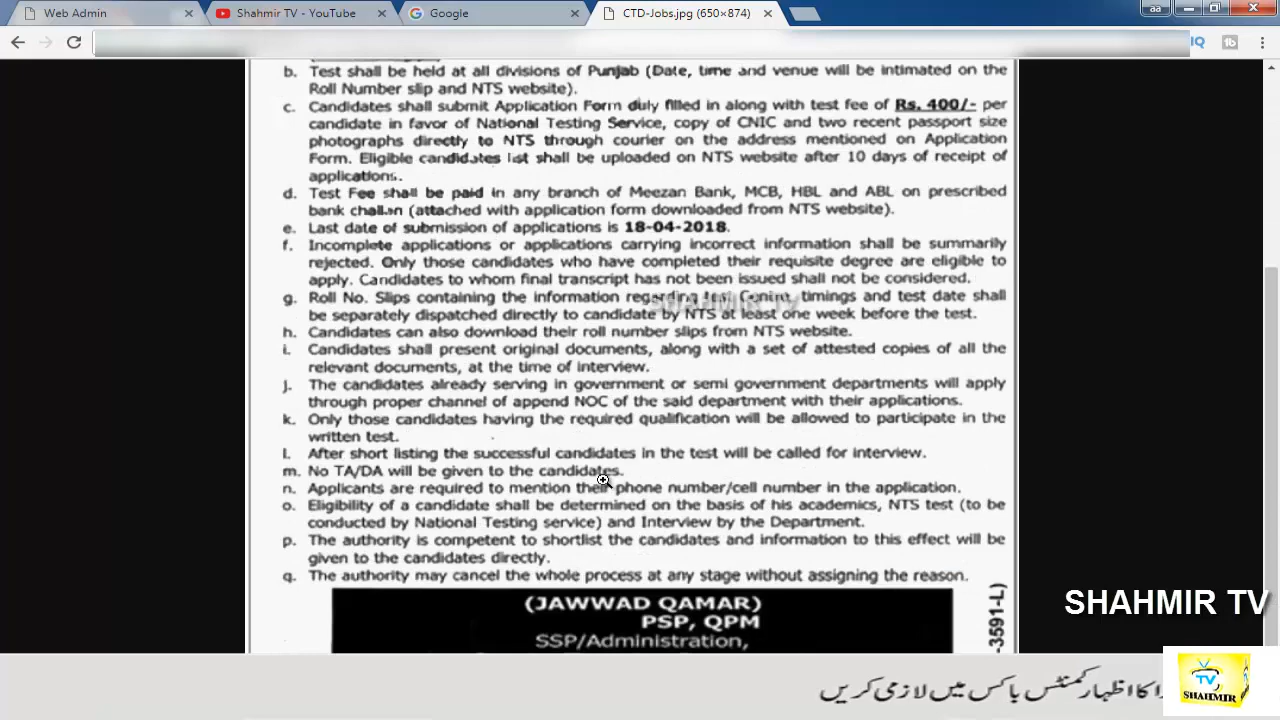 Web Admin
Shahmir TV - YouTube
Google
CTD-Jobs.jpg (650×874)
aa
IQ
b. Test shall be held at all divisions of Punjab (Date, time and venue will be intimated on the
Roll Number slip and NTS website).
c. Candidates shall submit Application Form duly filled in along with test fee of Rs. 400/- per
candidate in favor of National Testing Service, copy of CNIC and two recent passport size
photographs directly to NTS through courier on the address mentioned on Application
Form. Eligible candidates list shall be uploaded on NTS website after 10 days of receipt of
applications.
d. Test Fee shall be paid in any branch of Meezan Bank, MCB, HBL and ABL on prescribed
bank challan (attached with application form downloaded from NTS website).
e. Last date of submission of applications is 18-04-2018.
f. Incomplete applications or applications carrying incorrect information shall be summarily
rejected. Only those candidates who have completed their requisite degree are eligible to
apply. Candidates to whom final transcript has not been issued shall not be considered.
g. Roll No. Slips containing the information regarding test Centre, timings and test date shall
SHAHMIR TV
be separately dispatched directly to candidate by NTS at least one week before the test.
h. Candidates can also download their roll number slips from NTS website.
i. Candidates shall present original documents, along with a set of attested copies of all the
relevant documents, at the time of interview.
j. The candidates already serving in government or semi government departments will apply
through proper channel of append NOC of the said department with their applications.
k. Only those candidates having the required qualification will be allowed to participate in the
written test.
l. After short listing the successful candidates in the test will be called for interview.
m. No TA/DA will be given to the candidates.
n. Applicants are required to mention their phone number/cell number in the application.
o. Eligibility of a candidate shall be determined on the basis of his academics, NTS test (to be
conducted by National Testing service) and Interview by the Department.
p. The authority is competent to shortlist the candidates and information to this effect will be
given to the candidates directly.
q. The authority may cancel the whole process at any stage without assigning the reason.
(JAWWAD QAMAR)
PSP, QPM
SSP/Administration,
-3591-L)
SHAHMIR TV
کا اظہار کمنٹس باکس میں لازمی کریں
TV
SHAHMIR